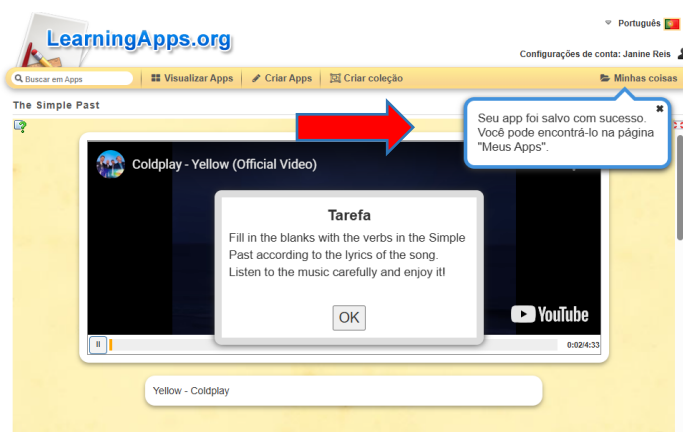 Português
LearningApps.org
Configurações de conta: Janine Reis
Buscar em Apps
Visualizar Apps
Criar Apps
Criar coleção
Minhas coisas
The Simple Past
Seu app foi salvo com sucesso.
Você pode encontrá-lo na página
"Meus Apps".
Coldplay - Yellow (Official Video)
Tarefa
Fill in the blanks with the verbs in the Simple
Past according to the lyrics of the song.
Listen to the music carefully and enjoy it!
OK
YouTube
0:02/4:33
Yellow - Coldplay